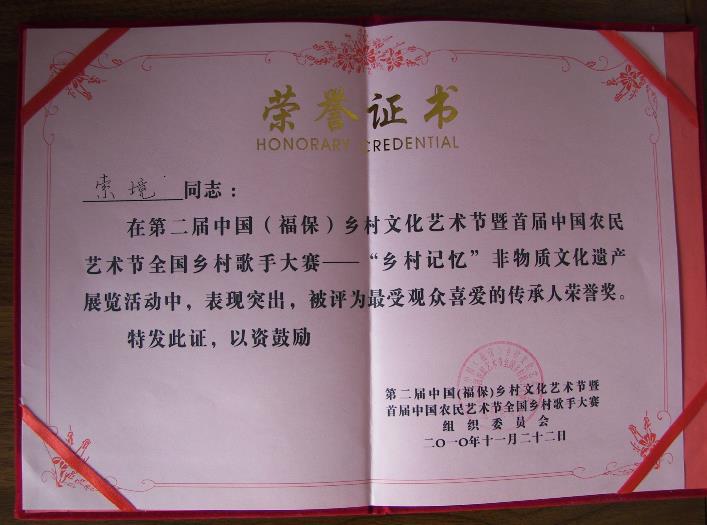 荣誉证书
HONORARY CREDENTIAL
索境 同志：
在第二届中国（福保）乡村文化艺术节暨首届中国农民
艺术节全国乡村歌手大赛——“乡村记忆”非物质文化遗产
展览活动中，表现突出，被评为最受观众喜爱的传承人荣誉奖。
特发此证，以资鼓励
第二届中国(福保)乡村文化艺术节暨
首届中国农民艺术节全国乡村歌手大赛
组织委员会
二〇一〇年十一月二十二日